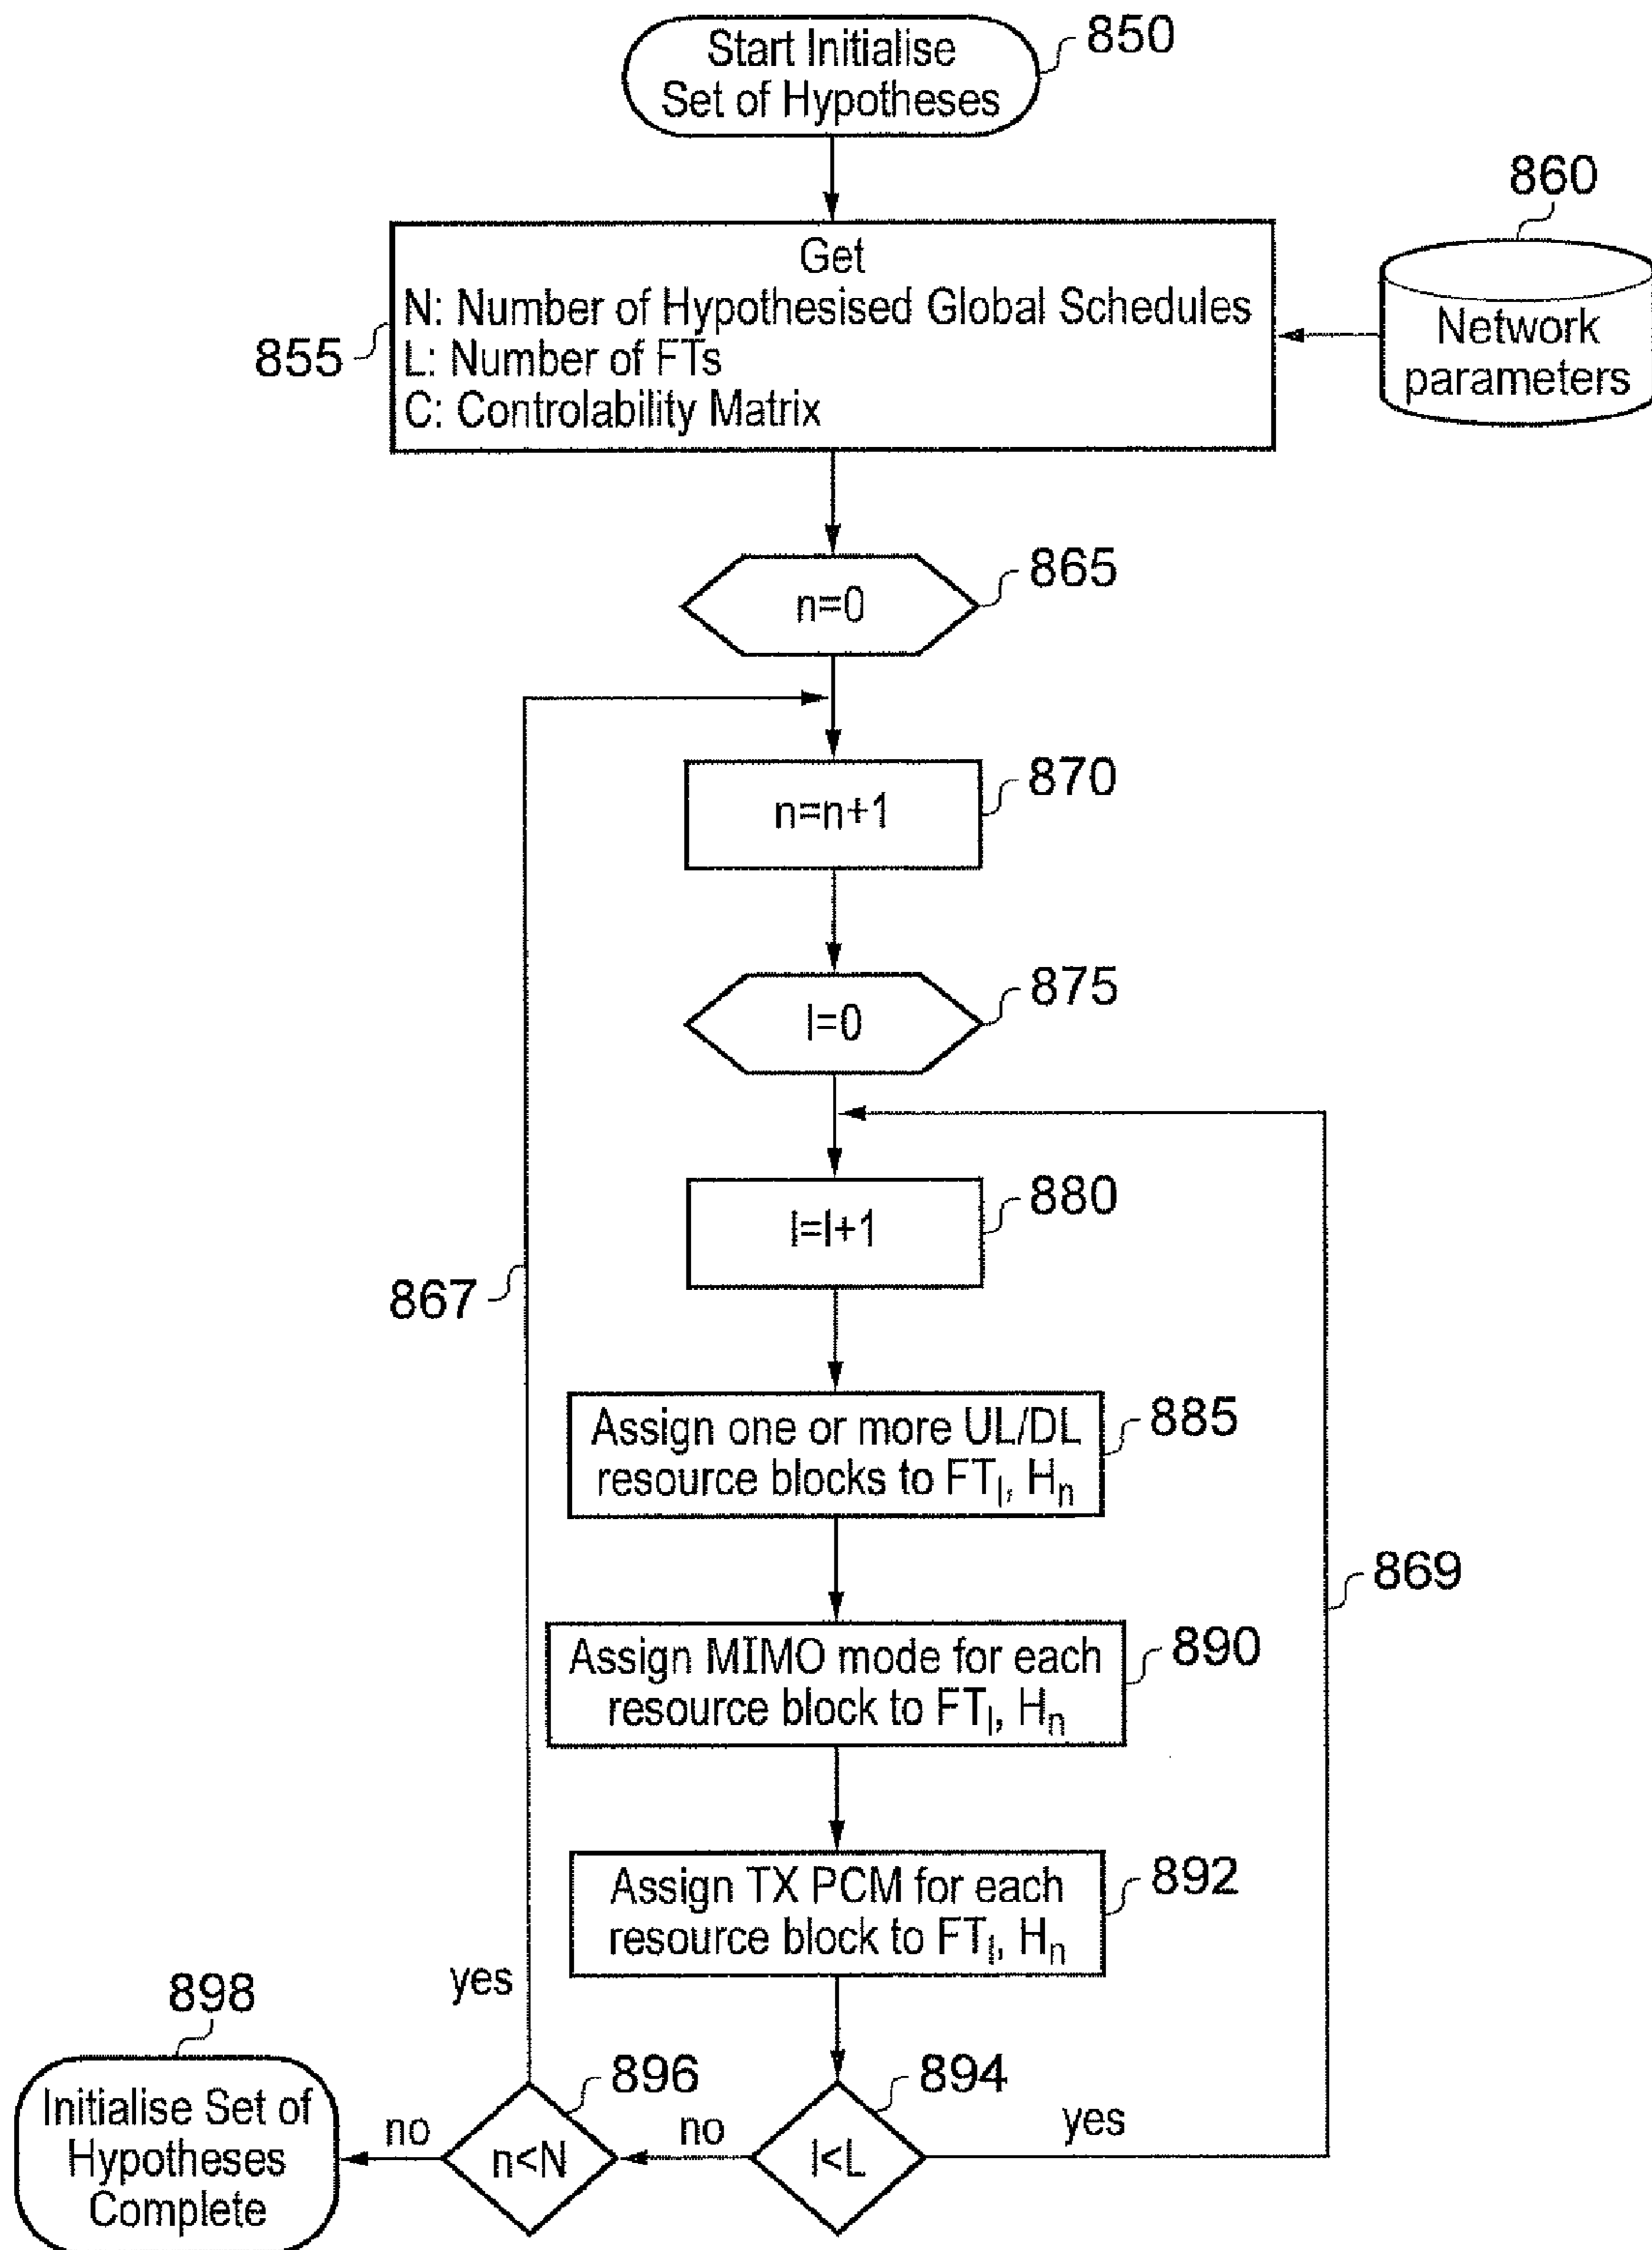 Start Initialise
Set of Hypotheses
850
860
Get
N: Number of Hypothesised Global Schedules
L: Number of FTs
C: Controlability Matrix
855
Network
parameters
n=0
865
n=n+1
870
l=0
875
l=l+1
880
867
Assign one or more UL/DL
resource blocks to FTl, Hn
885
869
Assign MIMO mode for each
resource block to FTl, Hn
890
Assign TX PCM for each
resource block to FTl, Hn
892
yes
898
896
894
Initialise Set of
Hypotheses
Complete
no
n<N
no
l<L
yes